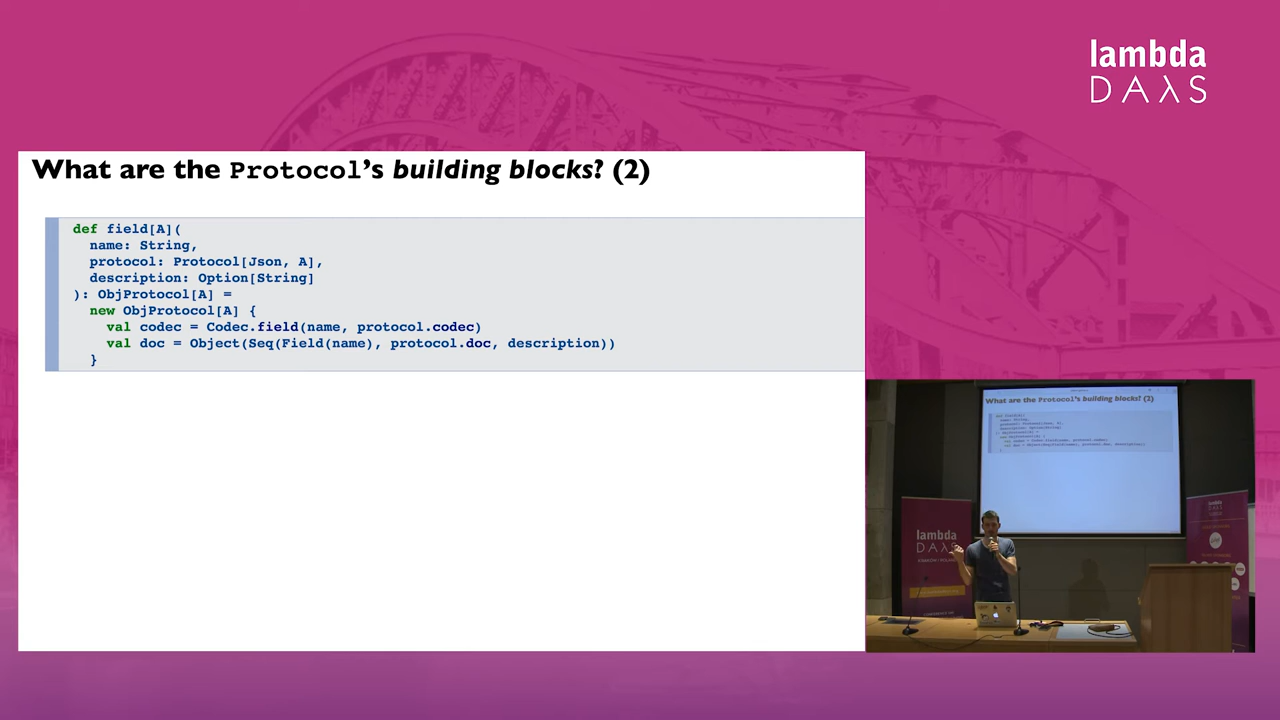 lambda
DAλS
What are the Protocol's building blocks? (2)
def field[A](
name: String,
protocol: Protocol[Json, A],
description: Option[String]
): ObjProtocol[A] =
new ObjProtocol[A] {
val codec = Codec.field(name, protocol.codec)
val doc = Object(Seq(Field(name), protocol.doc, description))
}
What are the Protocol's building blocks? (2)
lambda
DAλS
lambda
DAλS